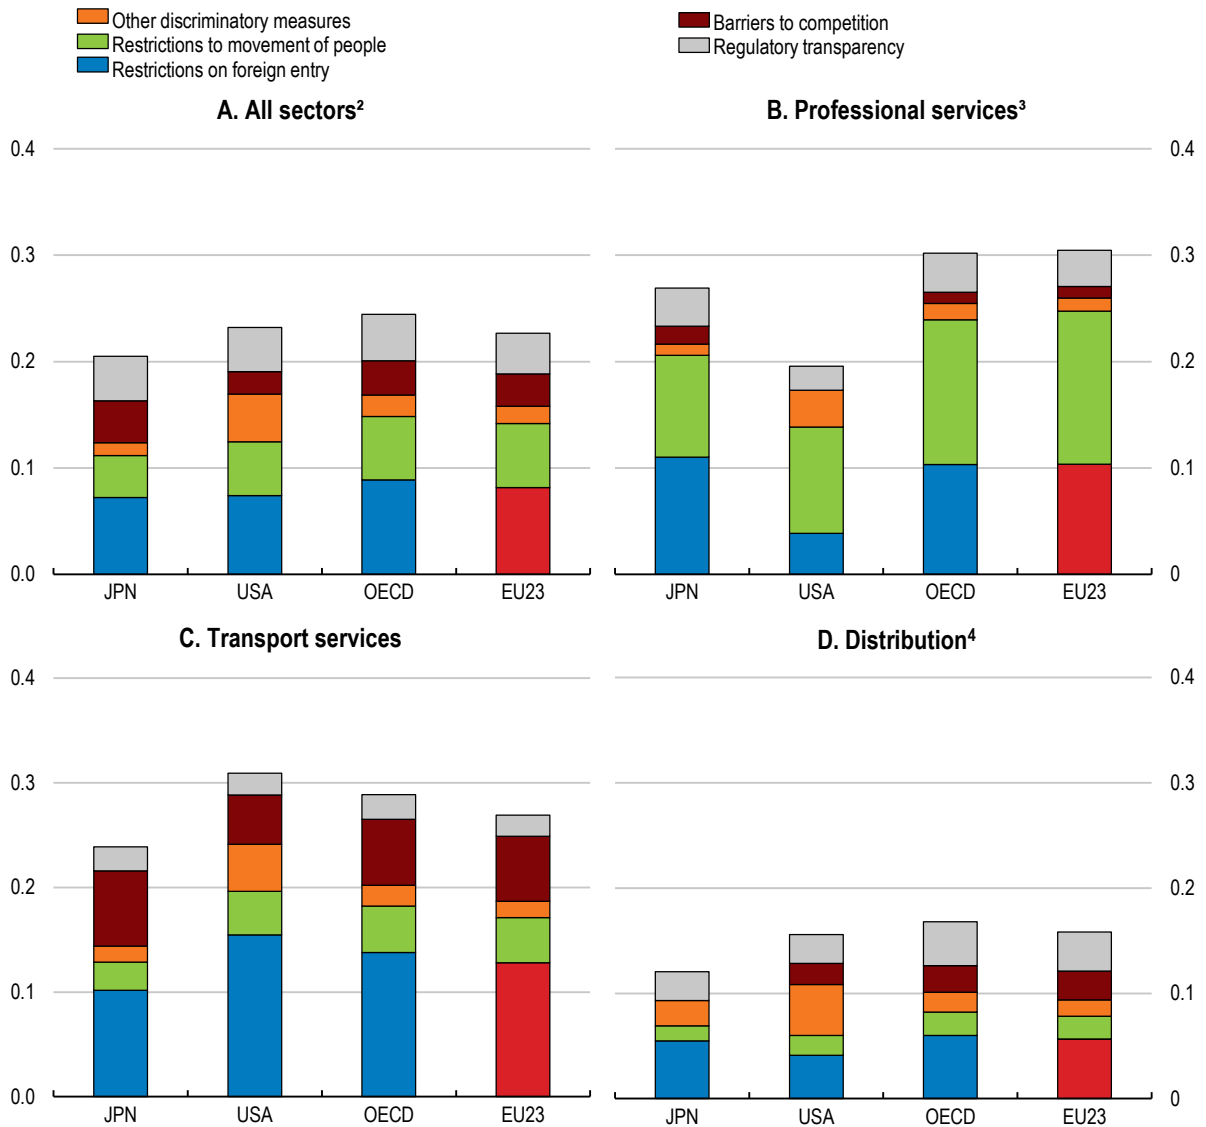 Other discriminatory measures
Restrictions to movement of people
Restrictions on foreign entry
Barriers to competition
Regulatory transparency
A. All sectors²
0.4
0.3
0.2
0.1
0.0
JPN USA OECD EU23
B. Professional services³
0.4
0.3
0.2
0.1
0
JPN USA OECD EU23
C. Transport services
0.4
0.3
0.2
0.1
0.0
JPN USA OECD EU23
D. Distribution⁴
0.4
0.3
0.2
0.1
0
JPN USA OECD EU23